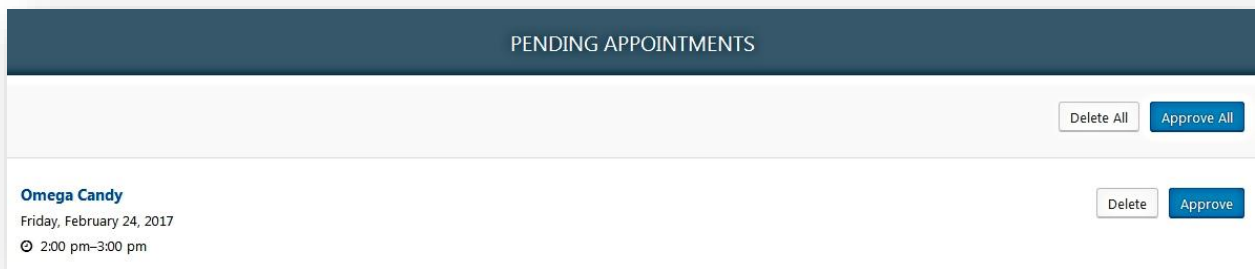 PENDING APPOINTMENTS
Delete All Approve All
Omega Candy
Delete Approve
Friday, February 24, 2017
2:00 pm–3:00 pm